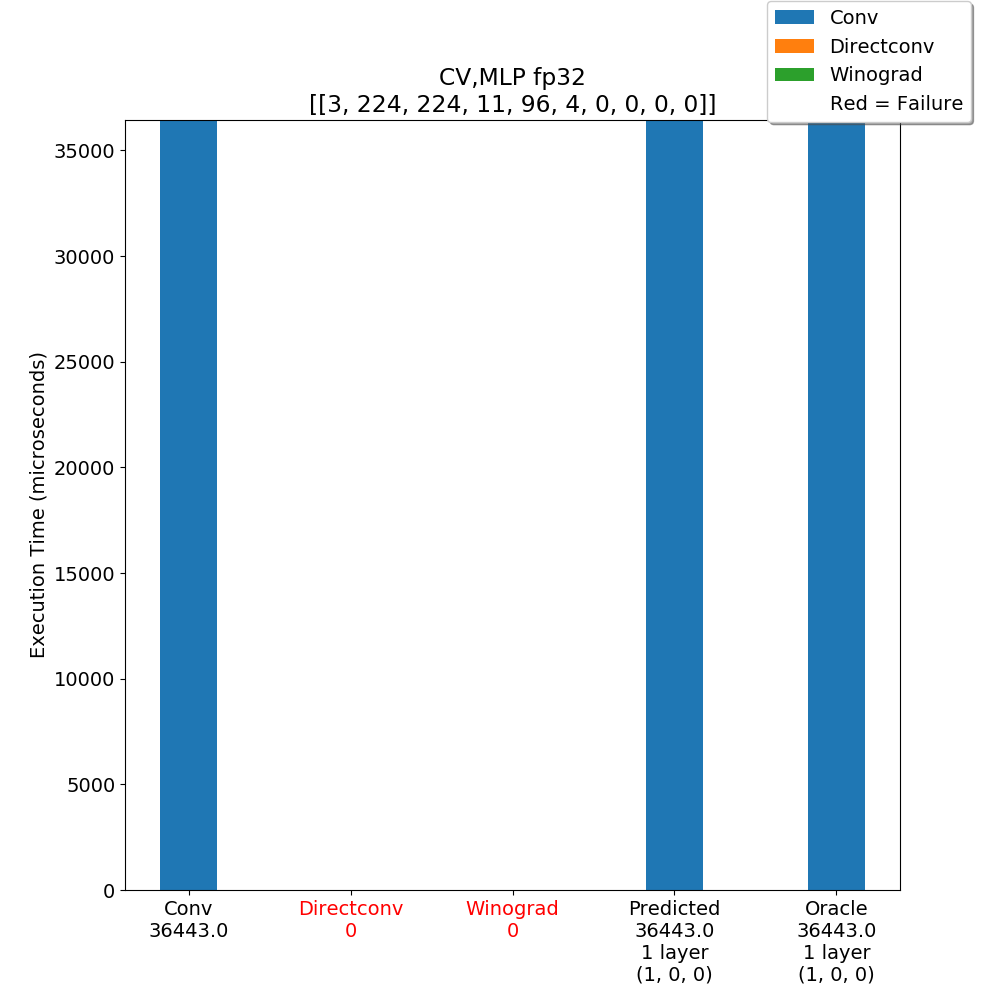 Conv
Directconv
Winograd
Red = Failure
CV,MLP fp32
[[3, 224, 224, 11, 96, 4, 0, 0, 0, 0]]
Execution Time (microseconds)
35000
30000
25000
20000
15000
10000
5000
0
Conv
36443.0
Directconv
0
Winograd
0
Predicted
36443.0
1 layer
(1, 0, 0)
Oracle
36443.0
1 layer
(1, 0, 0)